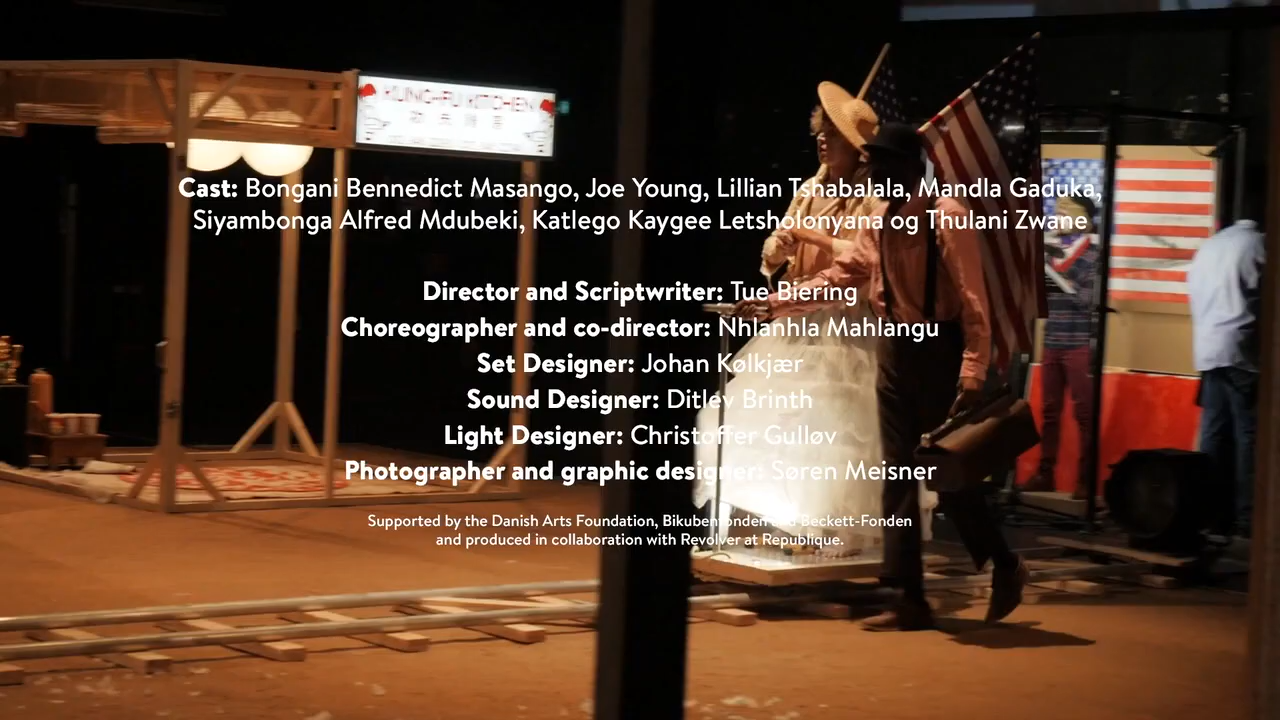 KUNG-FU KITCHEN
Cast: Bongani Bennedict Masango, Joe Young, Lillian Tshabalala, Mandla Gaduka,
Siyambonga Alfred Mdubeki, Katlego Kaygee Letsholonyana og Thulani Zwane
Director and Scriptwriter: Tue Biering
Choreographer and co-director: Nhlanhla Mahlangu
Set Designer: Johan Kølkjær
Sound Designer: Ditlev Brinth
Light Designer: Christoffer Gulløv
Photographer and graphic designer: Søren Meisner
Supported by the Danish Arts Foundation, Bikubenfonden and Beckett-Fonden
and produced in collaboration with Revolver at Republique.